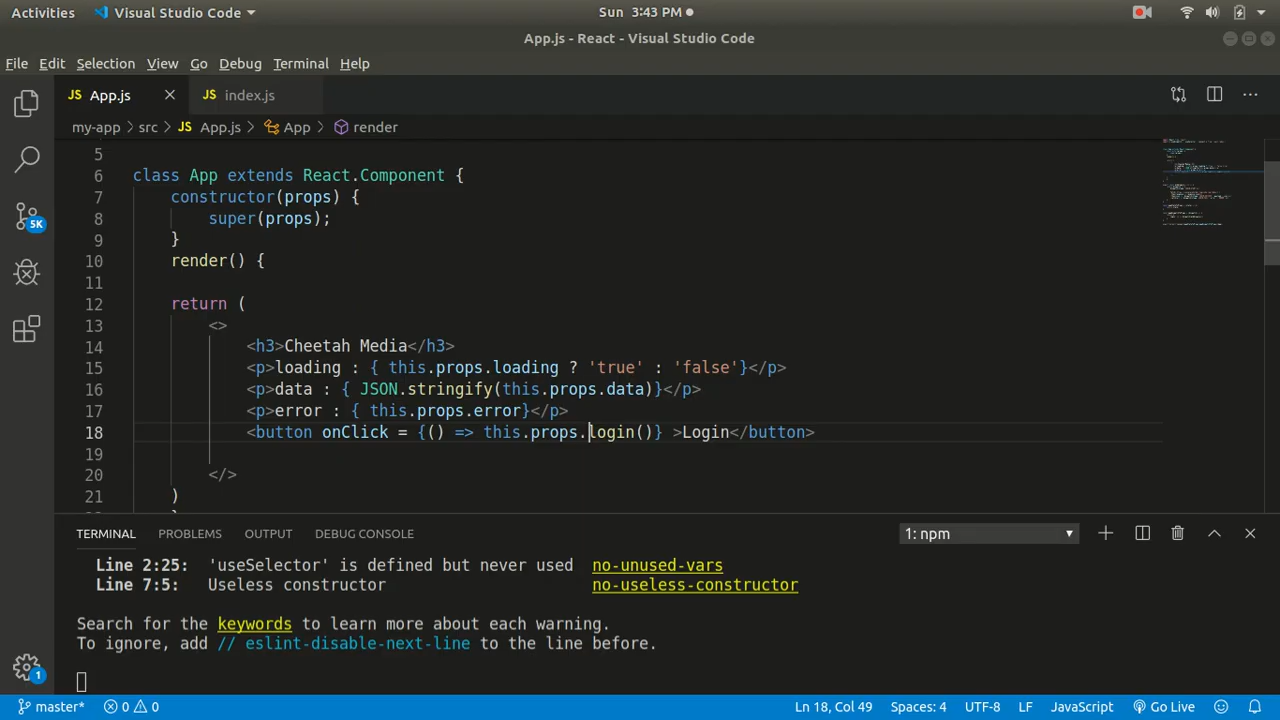 Activities Visual Studio Code Sun 3:43 PM
App.js - React - Visual Studio Code
File Edit Selection View Go Debug Terminal Help
JS App.js JS index.js
my-app > src > JS App.js > App > render
5
6 class App extends React.Component {
7 constructor(props) {
8 super(props);
9 }
10 render() {
11
12 return (
13 <>
14 <h3>Cheetah Media</h3>
15 <p>loading : { this.props.loading ? 'true' : 'false'}</p>
16 <p>data : { JSON.stringify(this.props.data)}</p>
17 <p>error : { this.props.error}</p>
18 <button onClick = {() => this.props.login()} >Login</button>
19
20 </>
21 )
5K
TERMINAL PROBLEMS OUTPUT DEBUG CONSOLE 1: npm
Line 2:25: 'useSelector' is defined but never used no-unused-vars
Line 7:5: Useless constructor no-useless-constructor
Search for the keywords to learn more about each warning.
To ignore, add // eslint-disable-next-line to the line before.
1
master* 0 0 Ln 18, Col 49 Spaces: 4 UTF-8 LF JavaScript Go Live